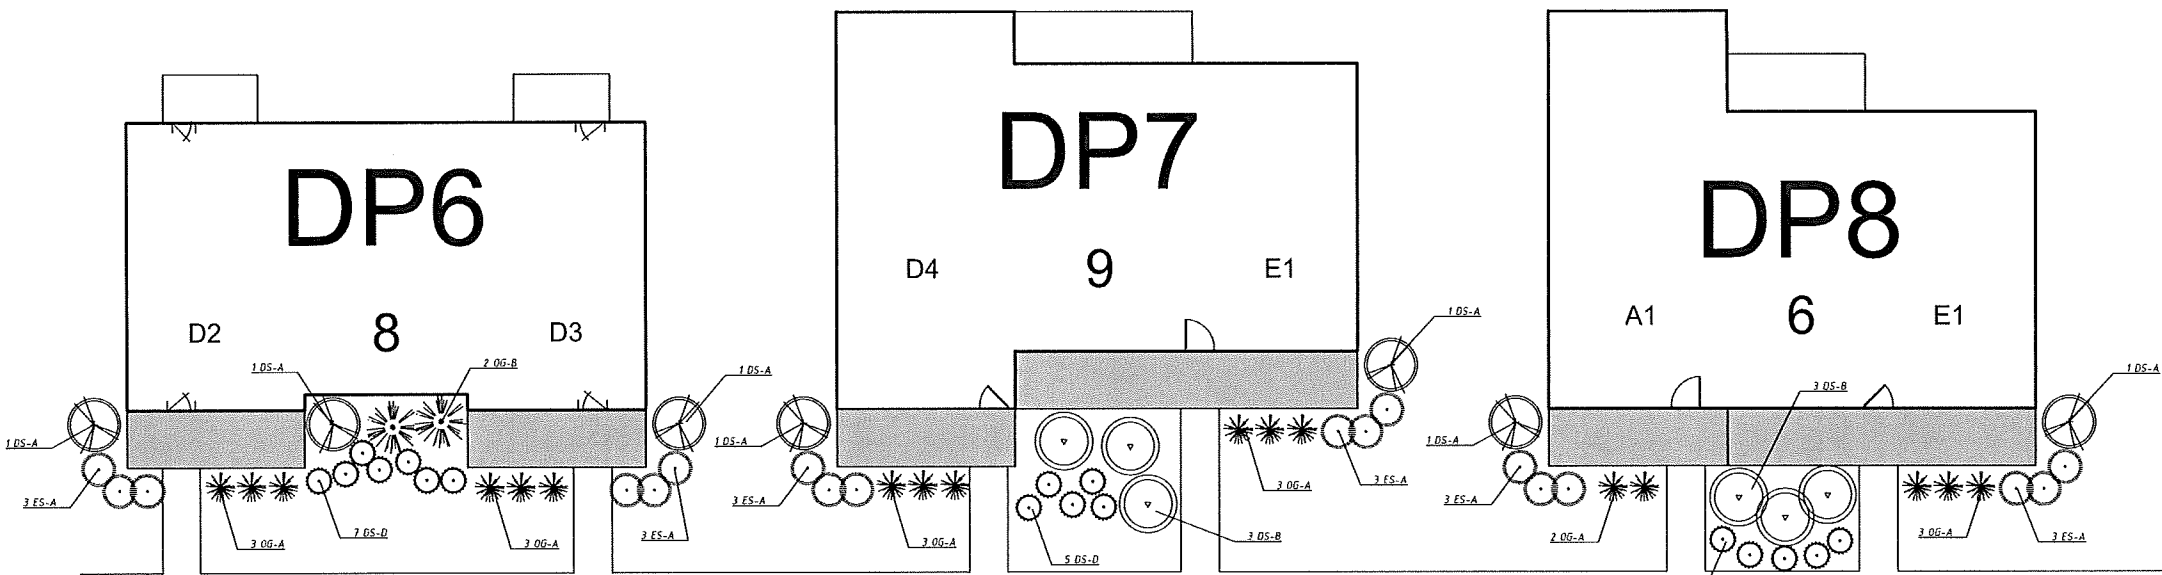 DP6
8
D2
D3
1 DS-A
2 OG-B
1 DS-A
1 DS-A
3 ES-A
3 OG-A
7 DS-D
3 OG-A
3 ES-A
DP7
9
D4
E1
1 DS-A
1 DS-A
3 ES-A
3 OG-A
5 DS-D
3 DS-B
3 OG-A
3 ES-A
DP8
6
A1
E1
3 DS-B
1 DS-A
1 DS-A
3 ES-A
2 OG-A
3 OG-A
3 ES-A